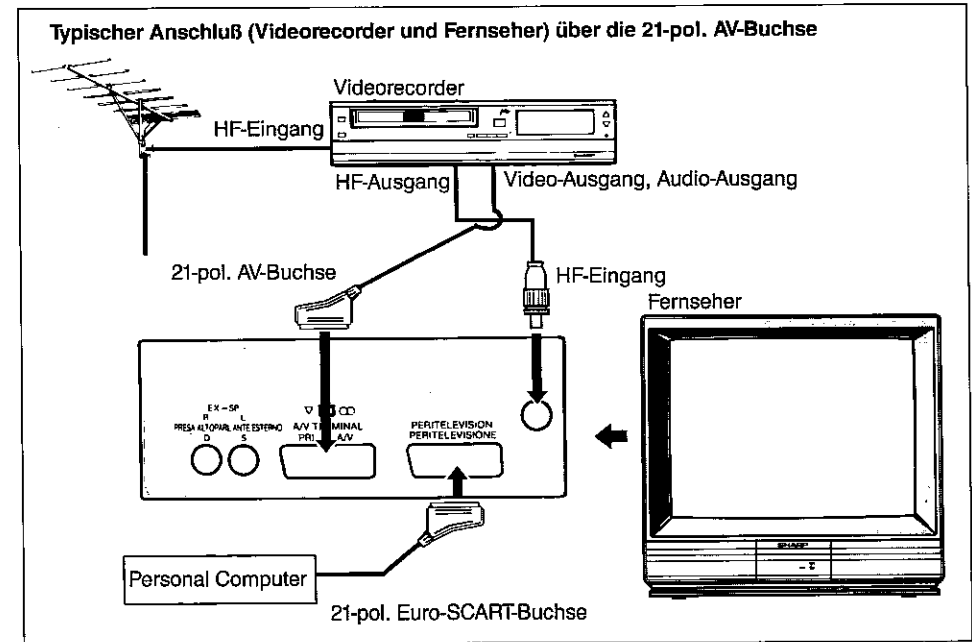 Typischer Anschluß (Videorecorder und Fernseher) über die 21-pol. AV-Buchse
Videorecorder
HF-Eingang
HF-Ausgang
Video-Ausgang, Audio-Ausgang
21-pol. AV-Buchse
HF-Eingang
Fernseher
EX-SP
R L
PRESA ALTOPARLANTE ESTERNO
D S
A/V TERMINAL
A/V
PERITELEVISION
PERITELEVISIONE
SHARP
Personal Computer
21-pol. Euro-SCART-Buchse